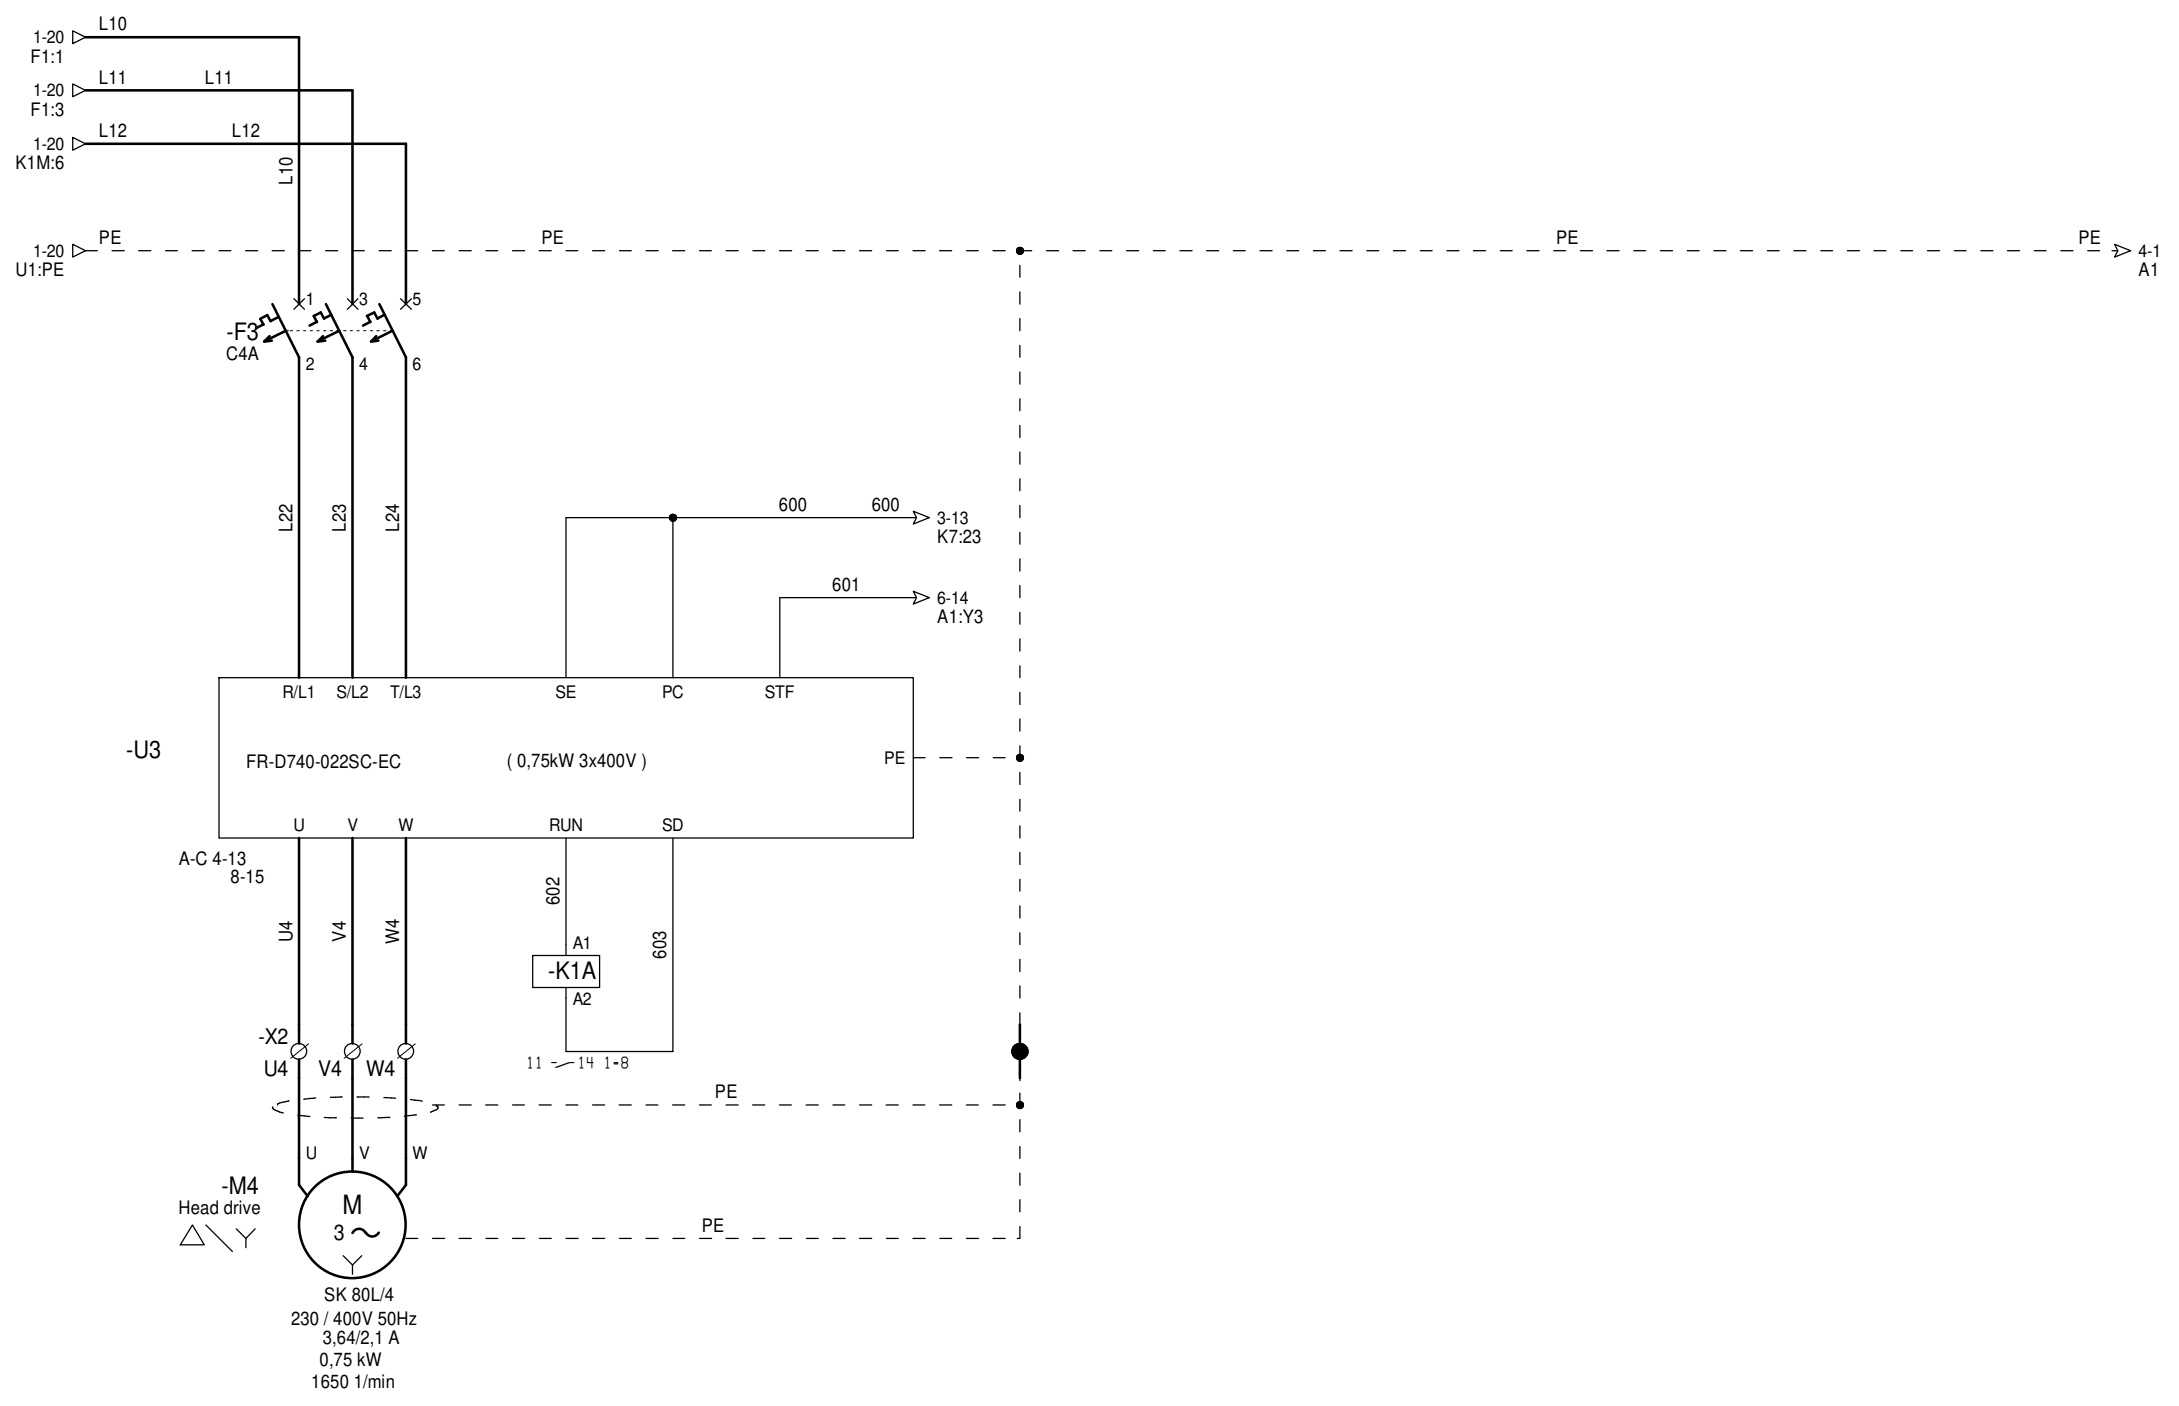 L10
1-20
F1:1
L11 L11
1-20
F1:3
L12 L12
1-20
K1M:6
L10
PE PE PE PE
1-20 4-1
U1:PE A1
1 3 5
-F3
C4A
2 4 6
L22 L23 L24
600 600
3-13
K7:23
601
6-14
A1:Y3
R/L1 S/L2 T/L3 SE PC STF
-U3
FR-D740-022SC-EC ( 0,75kW 3x400V ) PE
U V W RUN SD
A-C 4-13
8-15
602
U4 V4 W4 603
A1
-K1A
A2
-X2
U4 V4 W4
11 14 1-8
PE
U V W
-M4
Head drive
M
3
PE
SK 80L/4
230 / 400V 50Hz
3,64/2,1 A
0,75 kW
1650 1/min